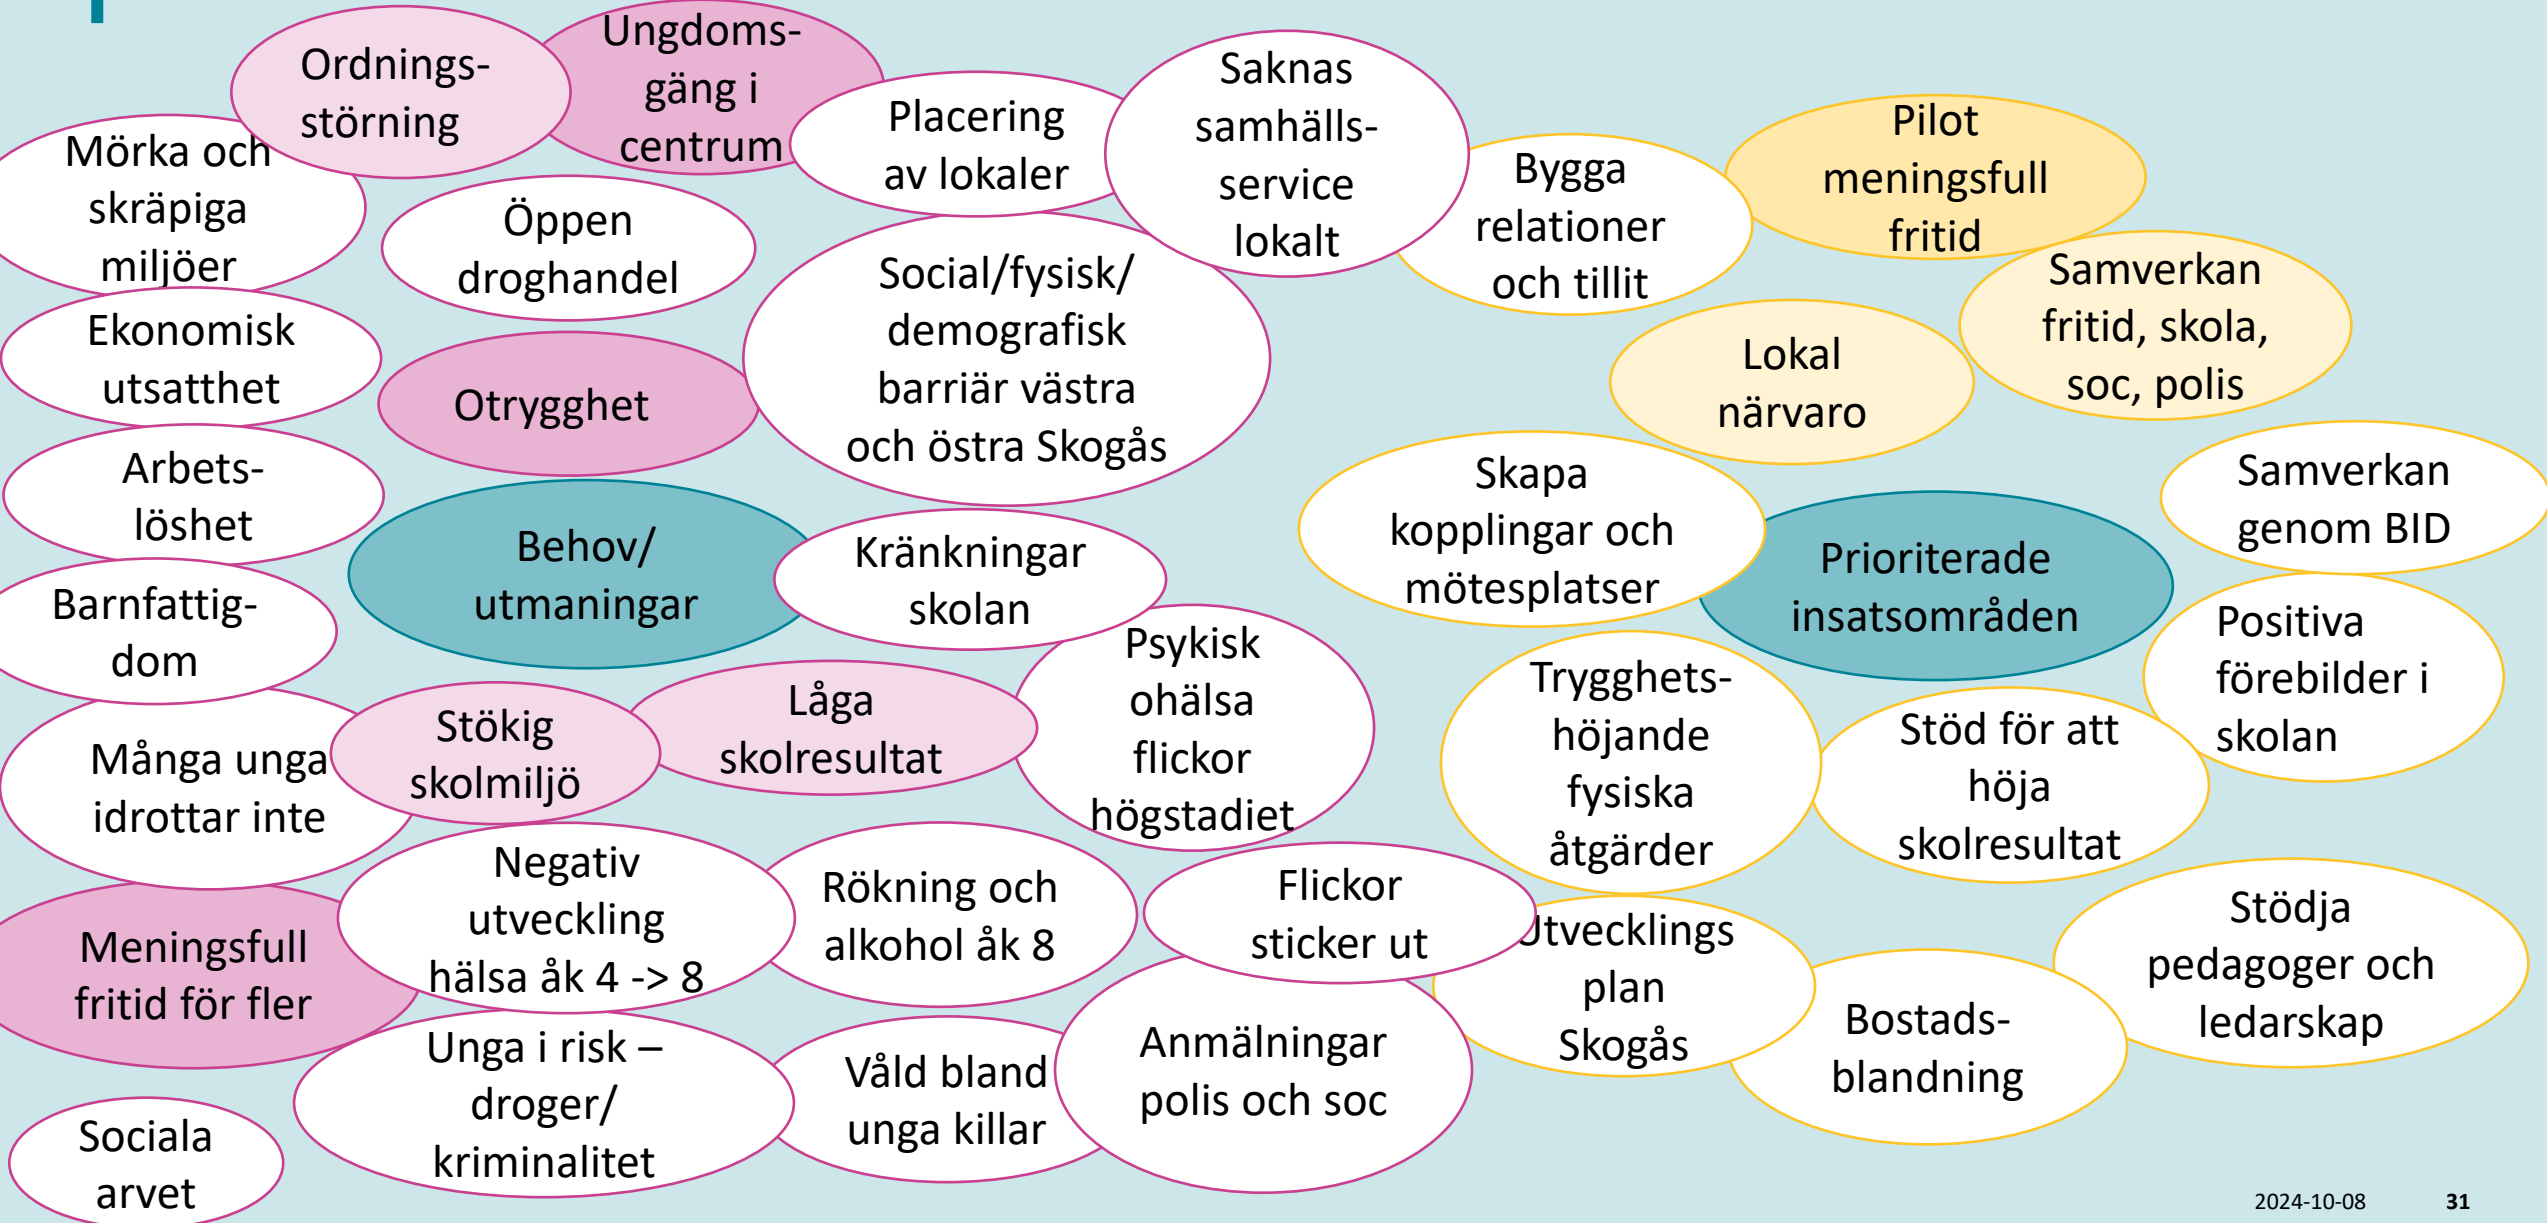 Ordnings-
störning
Ungdoms-
gäng i
centrum
Placering
av lokaler
Saknas
samhälls-
service
lokalt
Mörka och
skräpiga
miljöer
Öppen
droghandel
Social/fysisk/
demografisk
barriär västra
och östra Skogås
Ekonomisk
utsatthet
Otrygghet
Arbets-
löshet
Behov/
utmaningar
Kränkningar
skolan
Barnfattig-
dom
Psykisk
ohälsa
flickor
högstadiet
Många unga
idrottar inte
Stökig
skolmiljö
Låga
skolresultat
Negativ
utveckling
hälsa åk 4 -> 8
Rökning och
alkohol åk 8
Flickor
sticker ut
Meningsfull
fritid för fler
Unga i risk –
droger/
kriminalitet
Våld bland
unga killar
Anmälningar
polis och soc
Sociala
arvet
Bygga
relationer
och tillit
Pilot
meningsfull
fritid
Samverkan
fritid, skola,
soc, polis
Lokal
närvaro
Skapa
kopplingar och
mötesplatser
Prioriterade
insatsområden
Samverkan
genom BID
Positiva
förebilder i
skolan
Trygghets-
höjande
fysiska
åtgärder
Stöd för att
höja
skolresultat
Utvecklings
plan
Skogås
Bostads-
blandning
Stödja
pedagoger och
ledarskap
2024-10-08 31